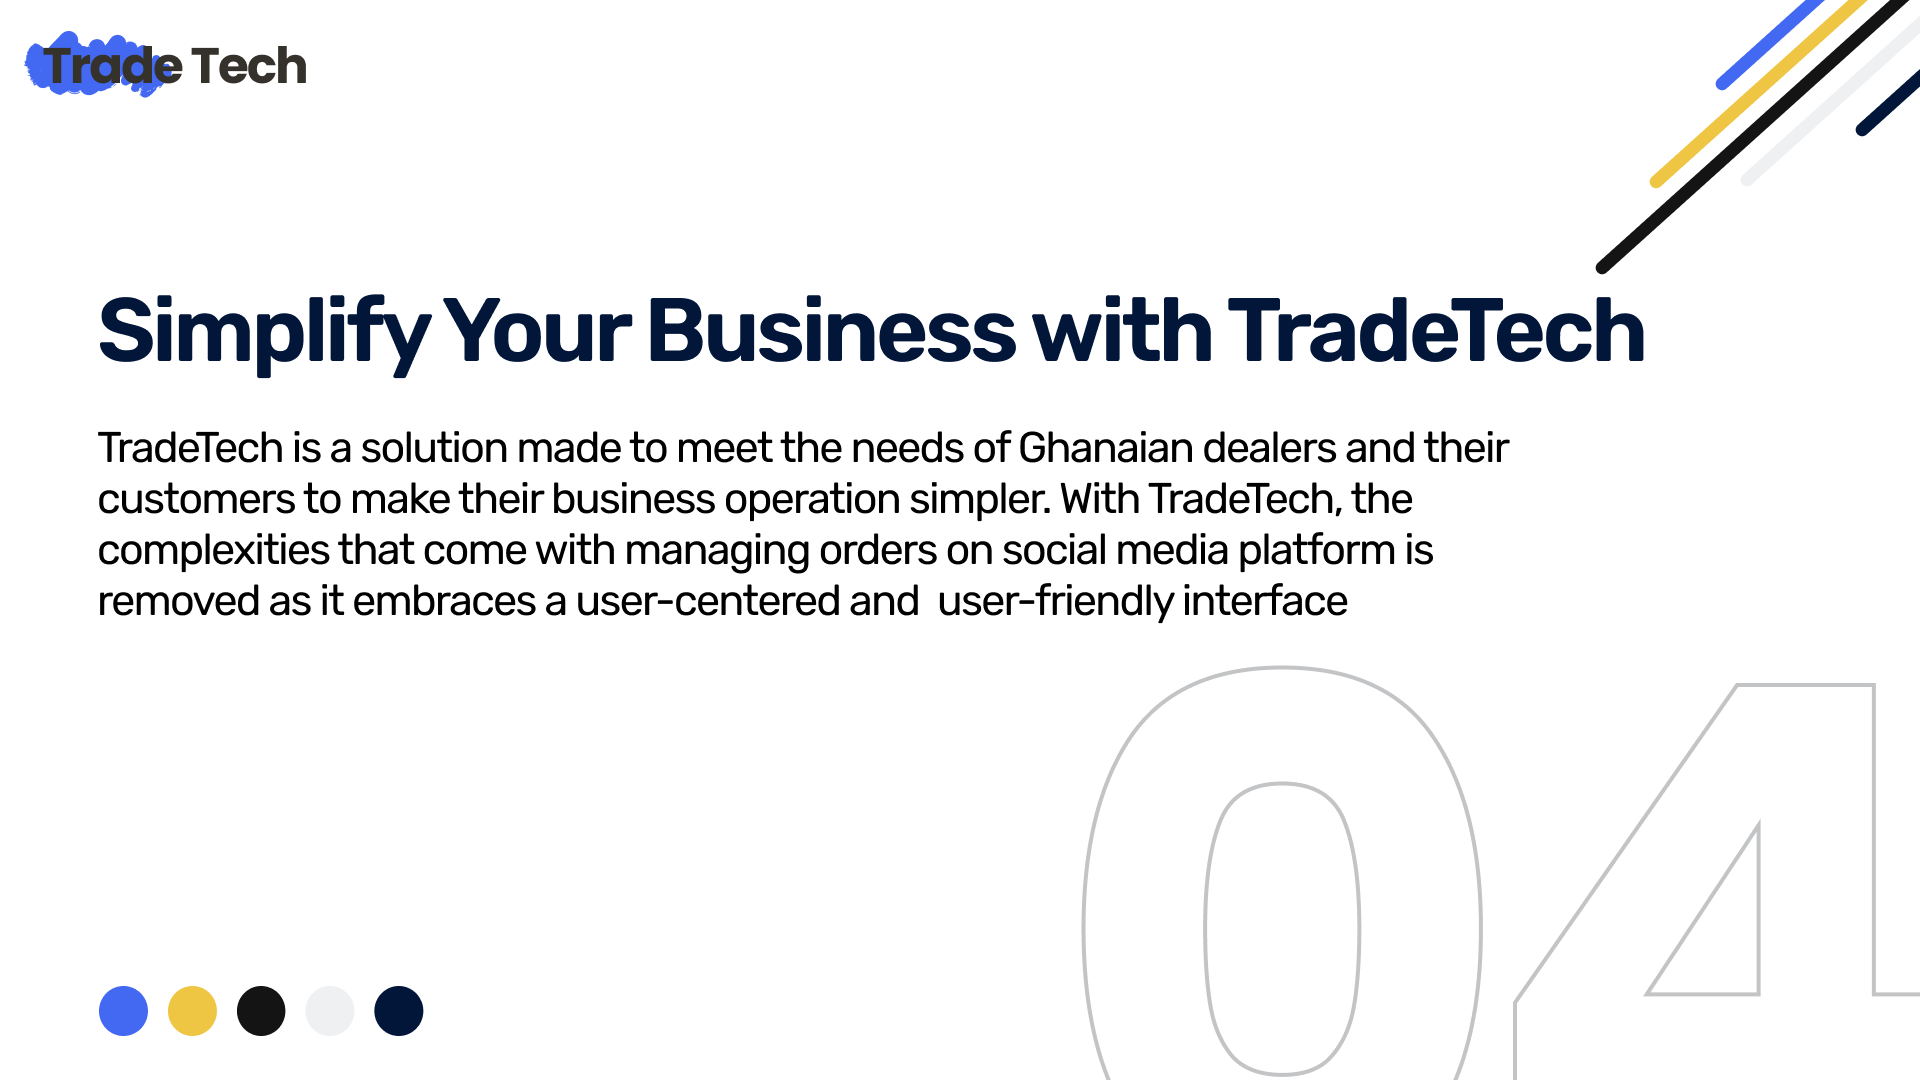 Trade Tech
Simplify Your Business with TradeTech
TradeTech is a solution made to meet the needs of Ghanaian dealers and their
customers to make their business operation simpler. With TradeTech, the
complexities that come with managing orders on social media platform is
removed as it embraces a user-centered and  user-friendly interface
04